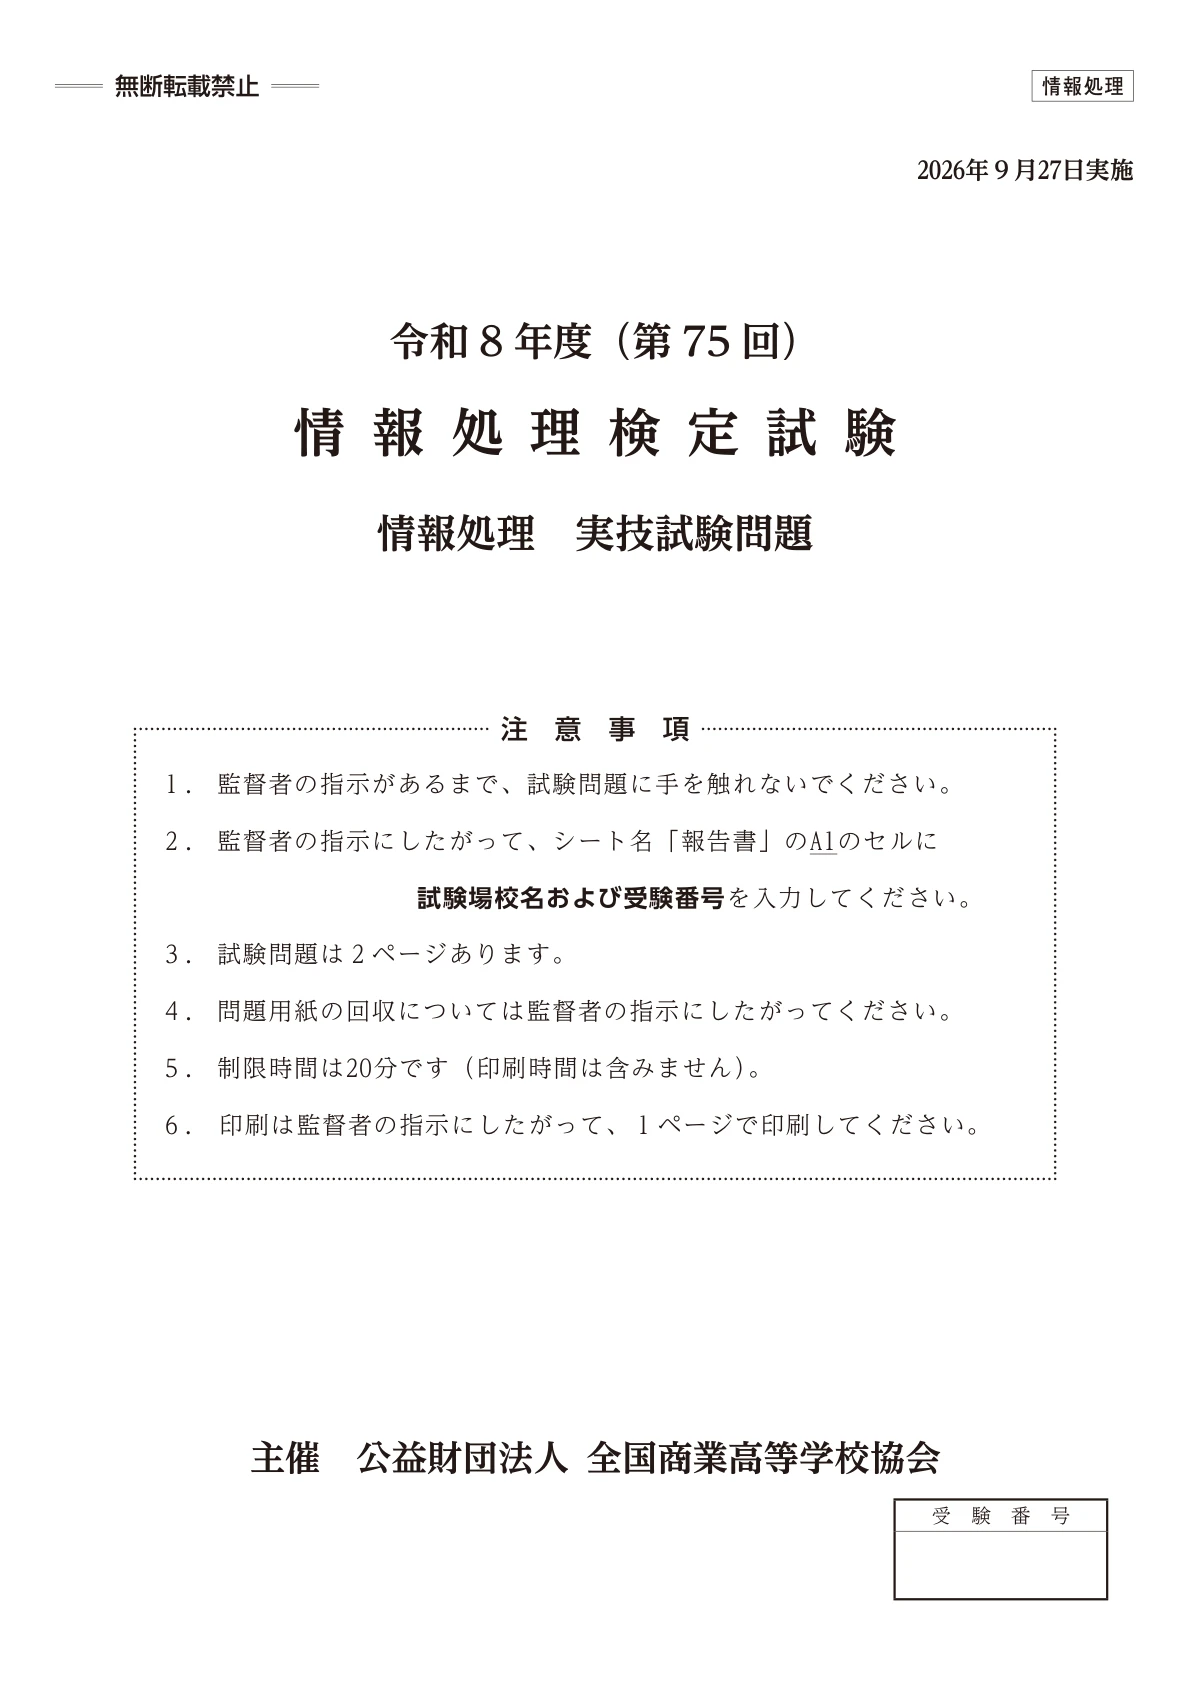 無断転載禁止
情報処理
2026年９月27日実施
令和８年度（第75回）
情報処理検定試験
情報処理　実技試験問題
注意事項
１．監督者の指示があるまで、試験問題に手を触れないでください。
２．監督者の指示にしたがって、シート名「報告書」のA1のセルに
試験場校名および受験番号を入力してください。
３．試験問題は２ページあります。
４．問題用紙の回収については監督者の指示にしたがってください。
５．制限時間は20分です（印刷時間は含みません）。
６．印刷は監督者の指示にしたがって、１ページで印刷してください。
主催　公益財団法人 全国商業高等学校協会
受験番号